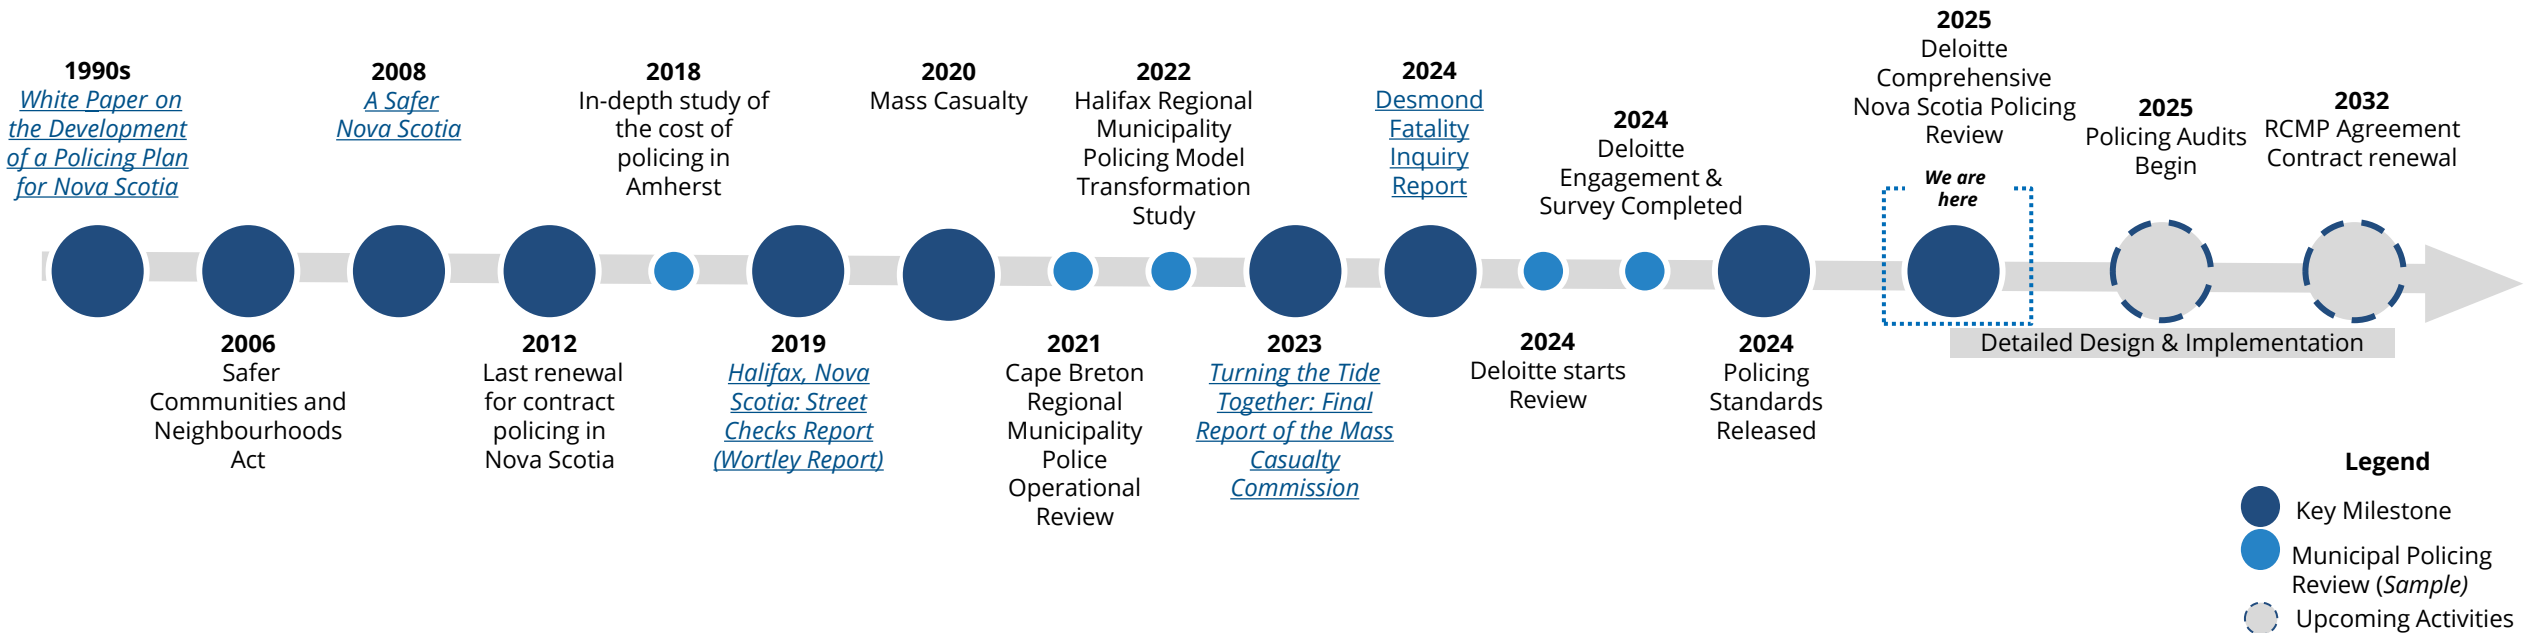 1990s
White Paper on
the Development
of a Policing Plan
for Nova Scotia
2006
Safer
Communities and
Neighbourhoods
Act
2008
A Safer
Nova Scotia
2012
Last renewal
for contract
policing in
Nova Scotia
2018
In-depth study of
the cost of
policing in
Amherst
2019
Halifax, Nova
Scotia: Street
Checks Report
(Wortley Report)
2020
Mass Casualty
2021
Cape Breton
Regional
Municipality
Police
Operational
Review
2022
Halifax Regional
Municipality
Policing Model
Transformation
Study
2023
Turning the Tide
Together: Final
Report of the Mass
Casualty
Commission
2024
Desmond
Fatality
Inquiry
Report
2024
Deloitte starts
Review
2024
Deloitte
Engagement &
Survey Completed
2024
Policing
Standards
Released
2025
Deloitte
Comprehensive
Nova Scotia Policing
Review
We are
here
2025
Policing Audits
Begin
2032
RCMP Agreement
Contract renewal
Detailed Design & Implementation
Legend
Key Milestone
Municipal Policing
Review (Sample)
Upcoming Activities